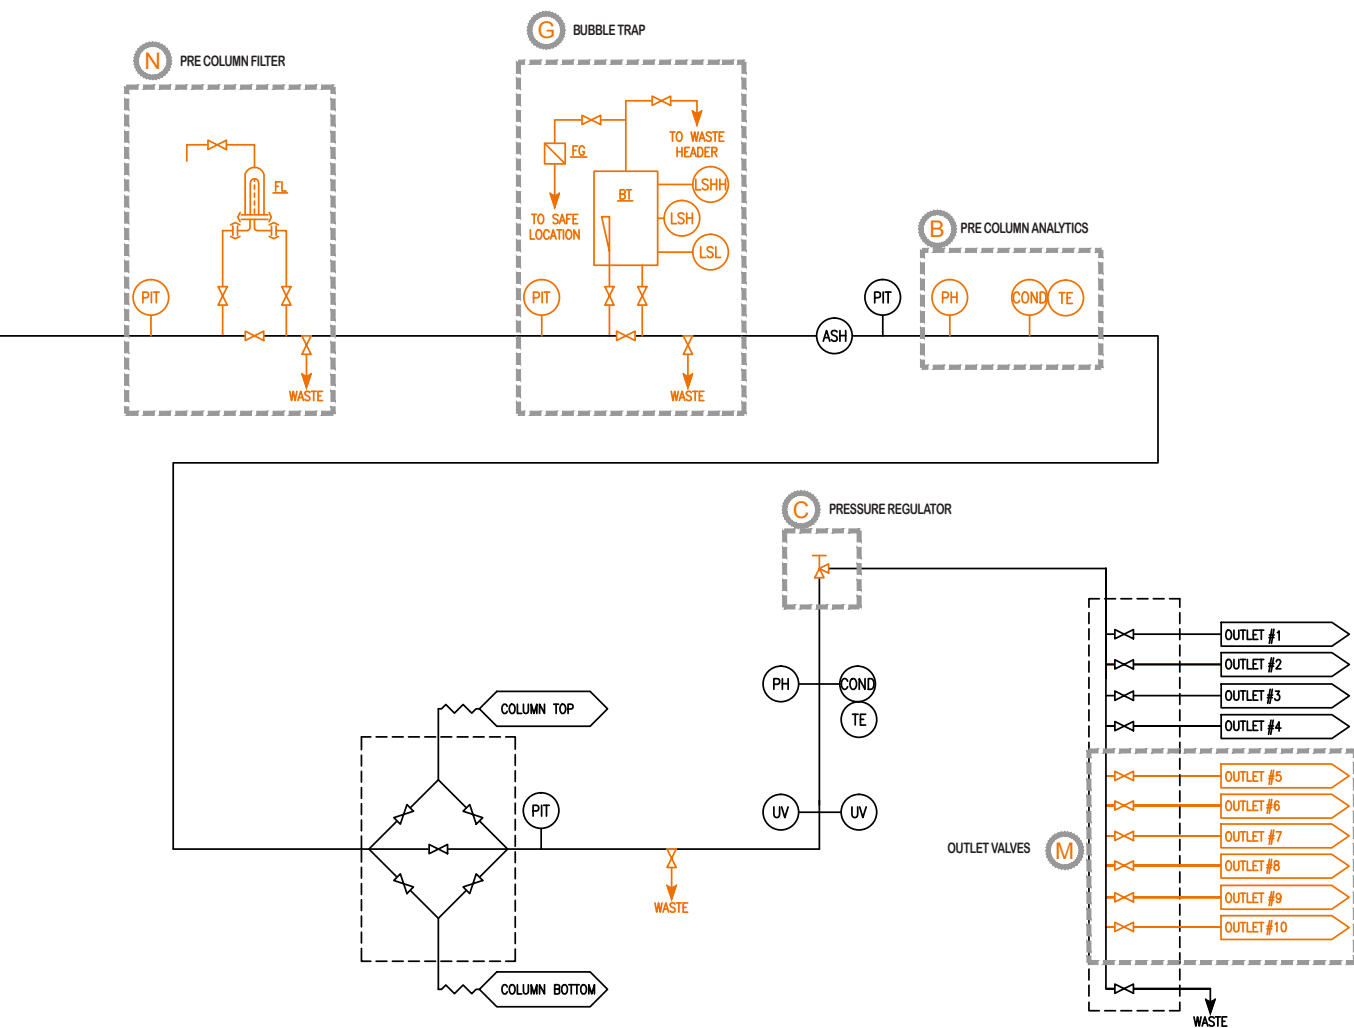 G BUBBLE TRAP
N PRE COLUMN FILTER
TO WASTE
HEADER
FG
FL
BT
LSHH
LSH
LSL
TO SAFE
LOCATION
B PRE COLUMN ANALYTICS
PIT
PIT
PIT
PH
COND
TE
ASH
WASTE
WASTE
C PRESSURE REGULATOR
OUTLET #1
OUTLET #2
OUTLET #3
OUTLET #4
PH
COND
TE
COLUMN TOP
OUTLET #5
OUTLET #6
OUTLET #7
OUTLET #8
OUTLET #9
OUTLET #10
PIT
UV
UV
OUTLET VALVES M
WASTE
COLUMN BOTTOM
WASTE